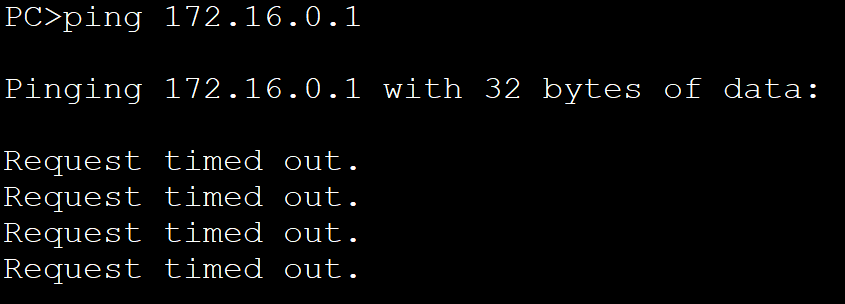 PC>ping 172.16.0.1
Pinging 172.16.0.1 with 32 bytes of data:
Request timed out.
Request timed out.
Request timed out.
Request timed out.